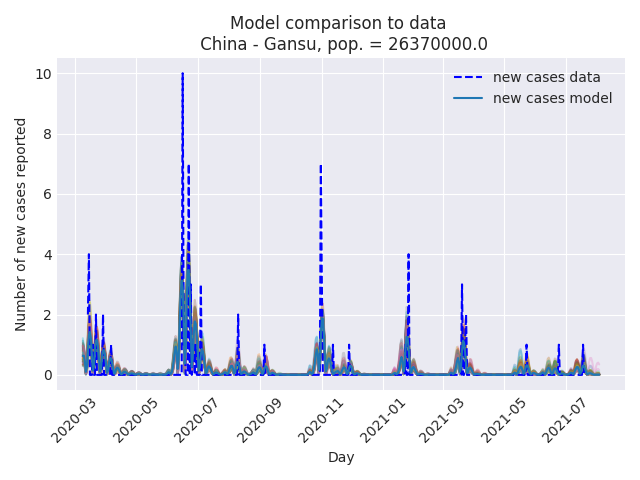 Model comparison to data
China - Gansu, pop. = 26370000.0
new cases data
new cases model
Number of new cases reported
10
8
6
4
2
0
2020-03
2020-05
2020-07
2020-09
2020-11
2021-01
2021-03
2021-05
2021-07
Day